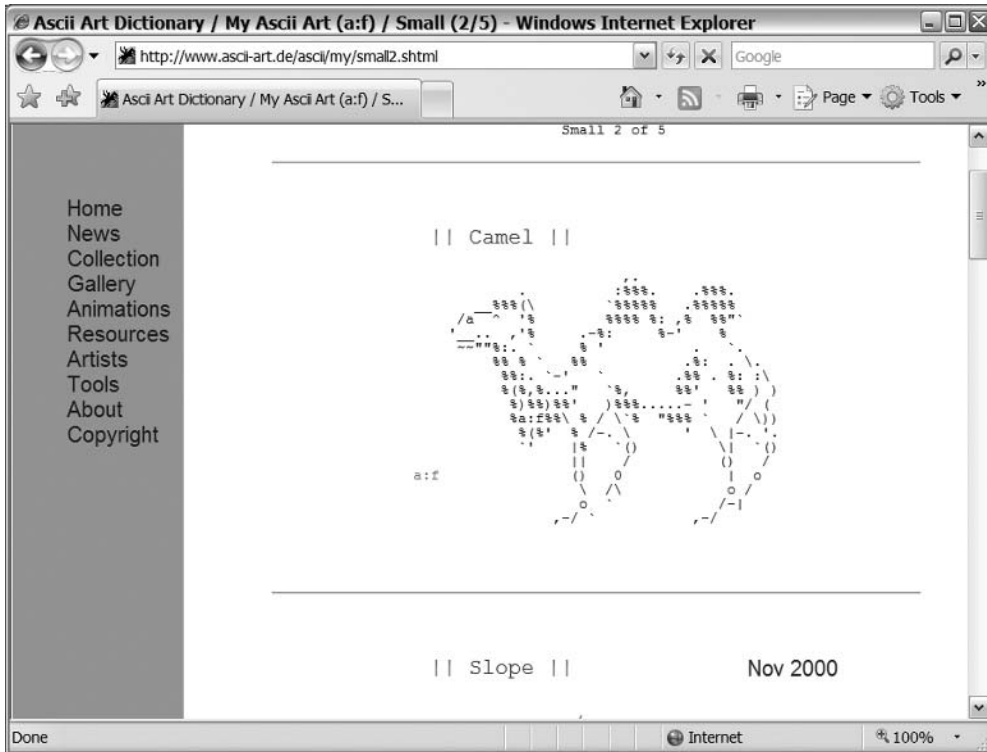 Ascii Art Dictionary / My Ascii Art (a:f) / Small (2/5) - Windows Internet Explorer
http://www.ascii-art.de/ascii/my/small2.shtml
Google
Ascii Art Dictionary / My Ascii Art (a:f) / S...
Page
Tools
Small 2 of 5
Home
News
Collection
Gallery
Animations
Resources
Artists
Tools
About
Copyright
|| Camel ||
a:f
a:f
|| Slope ||
Nov 2000
Done
Internet
100%